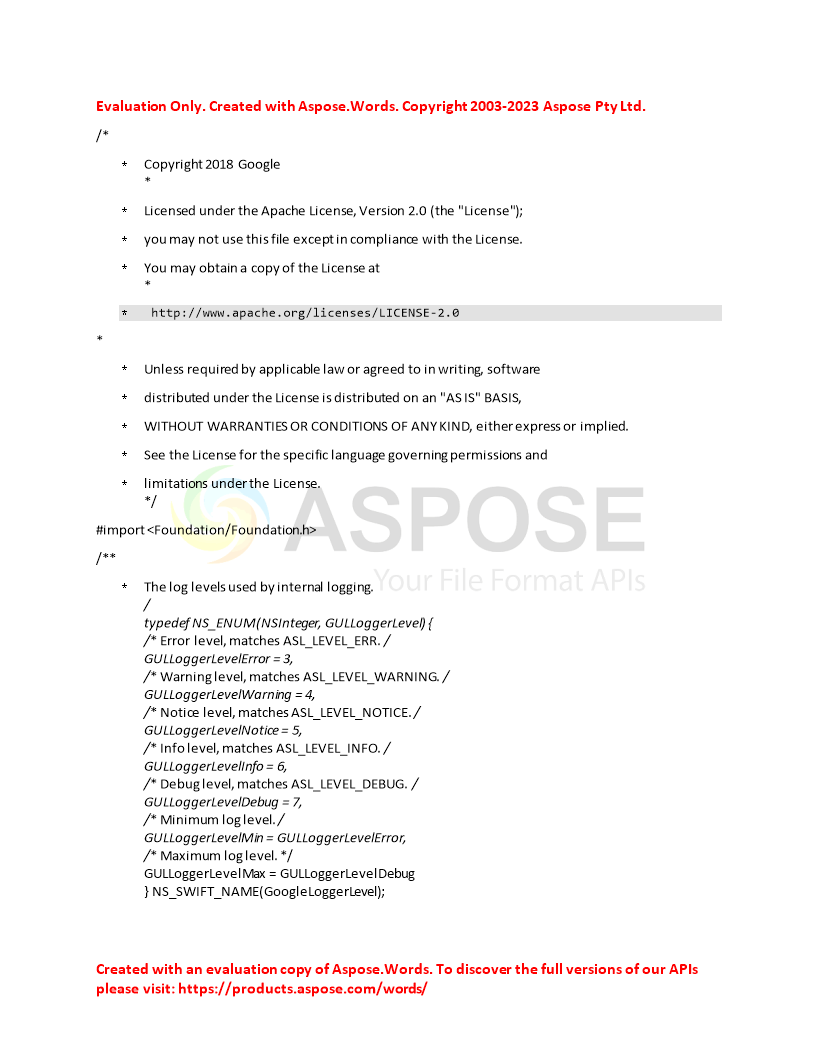 Evaluation Only. Created with Aspose.Words. Copyright 2003-2023 Aspose Pty Ltd.
/*
* Copyright 2018 Google
*
* Licensed under the Apache License, Version 2.0 (the "License");
* you may not use this file except in compliance with the License.
* You may obtain a copy of the License at
*
* http://www.apache.org/licenses/LICENSE-2.0
*
* Unless required by applicable law or agreed to in writing, software
* distributed under the License is distributed on an "AS IS" BASIS,
* WITHOUT WARRANTIES OR CONDITIONS OF ANY KIND, either express or implied.
* See the License for the specific language governing permissions and
* limitations under the License.
*/
ASPOSE
#import <Foundation/Foundation.h>
/**
Your File Format APIs
* The log levels used by internal logging.
/
typedef NS_ENUM(NSInteger, GULLoggerLevel) {
/* Error level, matches ASL_LEVEL_ERR. /
GULLoggerLevelError = 3,
/* Warning level, matches ASL_LEVEL_WARNING. /
GULLoggerLevelWarning = 4,
/* Notice level, matches ASL_LEVEL_NOTICE. /
GULLoggerLevelNotice = 5,
/* Info level, matches ASL_LEVEL_INFO. /
GULLoggerLevelInfo = 6,
/* Debug level, matches ASL_LEVEL_DEBUG. /
GULLoggerLevelDebug = 7,
/* Minimum log level. /
GULLoggerLevelMin = GULLoggerLevelError,
/* Maximum log level. */
GULLoggerLevelMax = GULLoggerLevelDebug
} NS_SWIFT_NAME(GoogleLoggerLevel);
Created with an evaluation copy of Aspose.Words. To discover the full versions of our APIs
please visit: https://products.aspose.com/words/